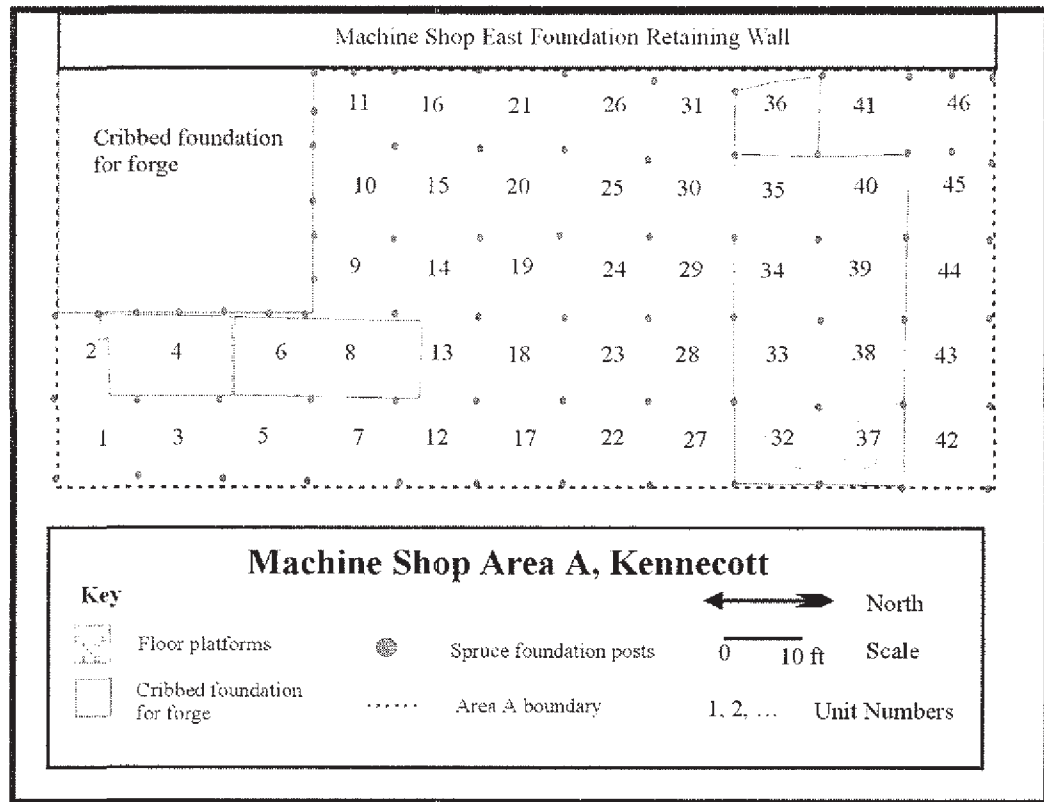 Machine Shop East Foundation Retaining Wall
11 16 21 26 31 36 41 46
Cribbed foundation
for forge
10 15 20 25 30 35 40 45
9 14 19 24 29 34 39 44
2 4 6 8 13 18 23 28 33 38 43
1 3 5 7 12 17 22 27 32 37 42
Machine Shop Area A, Kennecott
Key
North
Floor platforms
Spruce foundation posts
0 10 ft
Scale
Cribbed foundation
for forge
Area A boundary
1, 2, ...
Unit Numbers